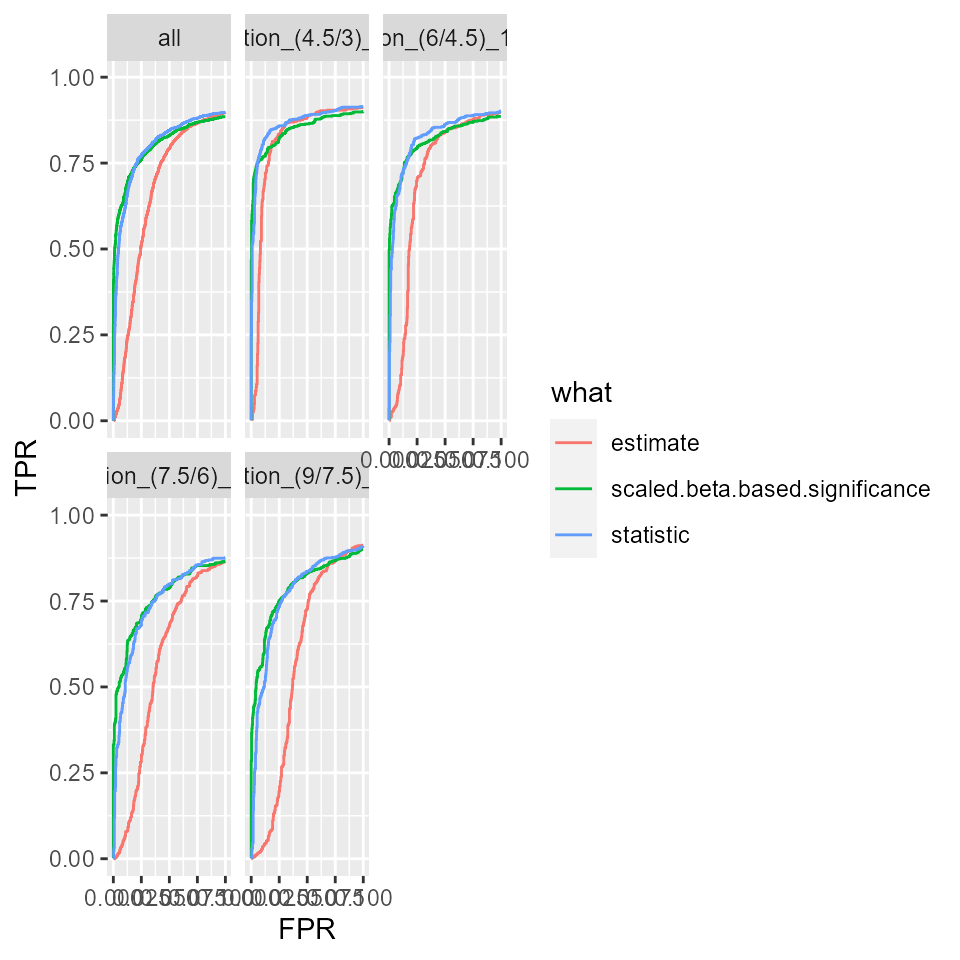 all
tion_(4.5/3)_
on_(6/4.5)_1
1.00
0.75
0.50
0.25
0.00
TPR
ion_(7.5/6)_
tion_(9/7.5)_
1.00
0.75
0.50
0.25
0.00
FPR
what
estimate
scaled.beta.based.significance
statistic